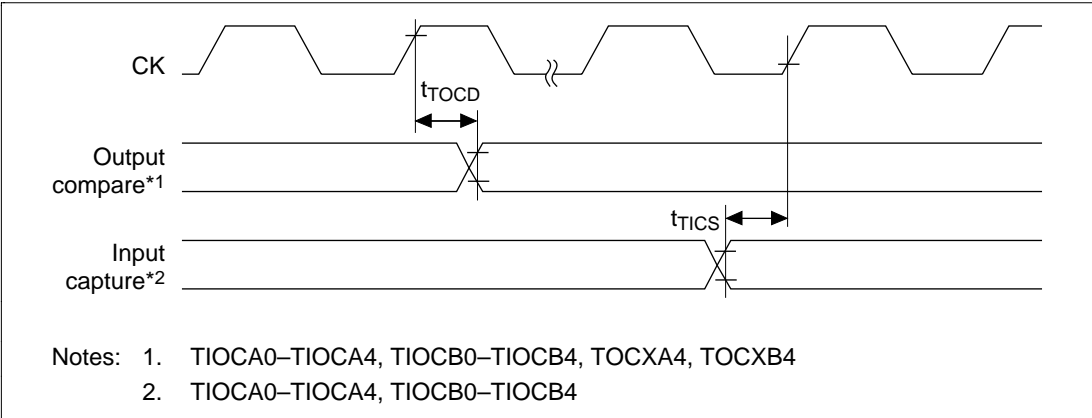 CK
tTOCD
Output
compare*1
tTICS
Input
capture*2
Notes: 1. TIOCA0–TIOCA4, TIOCB0–TIOCB4, TOCXA4, TOCXB4
2. TIOCA0–TIOCA4, TIOCB0–TIOCB4